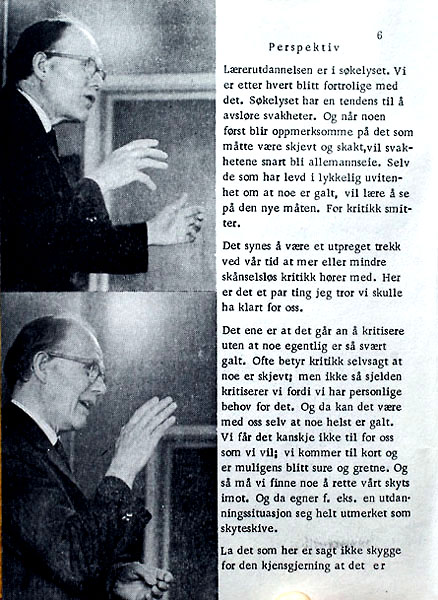 6
Perspektiv
Lærerutdannelsen er i søkelyset. Vi
er etter hvert blitt fortrolige med
det. Søkelyset har en tendens til å
avsløre svakheter. Og når noen
først blir oppmerksomme på det som
måtte være skjevt og skakt,vil svak-
hetene snart bli allemannseie. Selv
de som har levd i lykkelig uviten-
het om at noe er galt, vil lære å se
på den nye måten. For kritikk smit-
ter.
Det synes å være et utpreget trekk
ved vår tid at mer eller mindre
skånselsløs kritikk hører med. Her
er det et par ting jeg tror vi skulle
ha klart for oss.
Det ene er at det går an å kritisere
uten at noe egentlig er så svært
galt. Ofte betyr kritikk selvsagt at
noe er skjevt; men ikke så sjelden
kritiserer vi fordi vi har personlige
behov for det. Og da kan det være
med oss selv at noe helst er galt.
Vi får det kanskje ikke til for oss
som vi vil; vi kommer til kort og
er muligens blitt sure og gretne. Og
så må vi finne noe å rette vårt skyts
imot. Og da egner f. eks. en utdan-
ningssituasjon seg helt utmerket som
skyteskive.
La det som her er sagt ikke skygge
for den kjensgjerning at det er